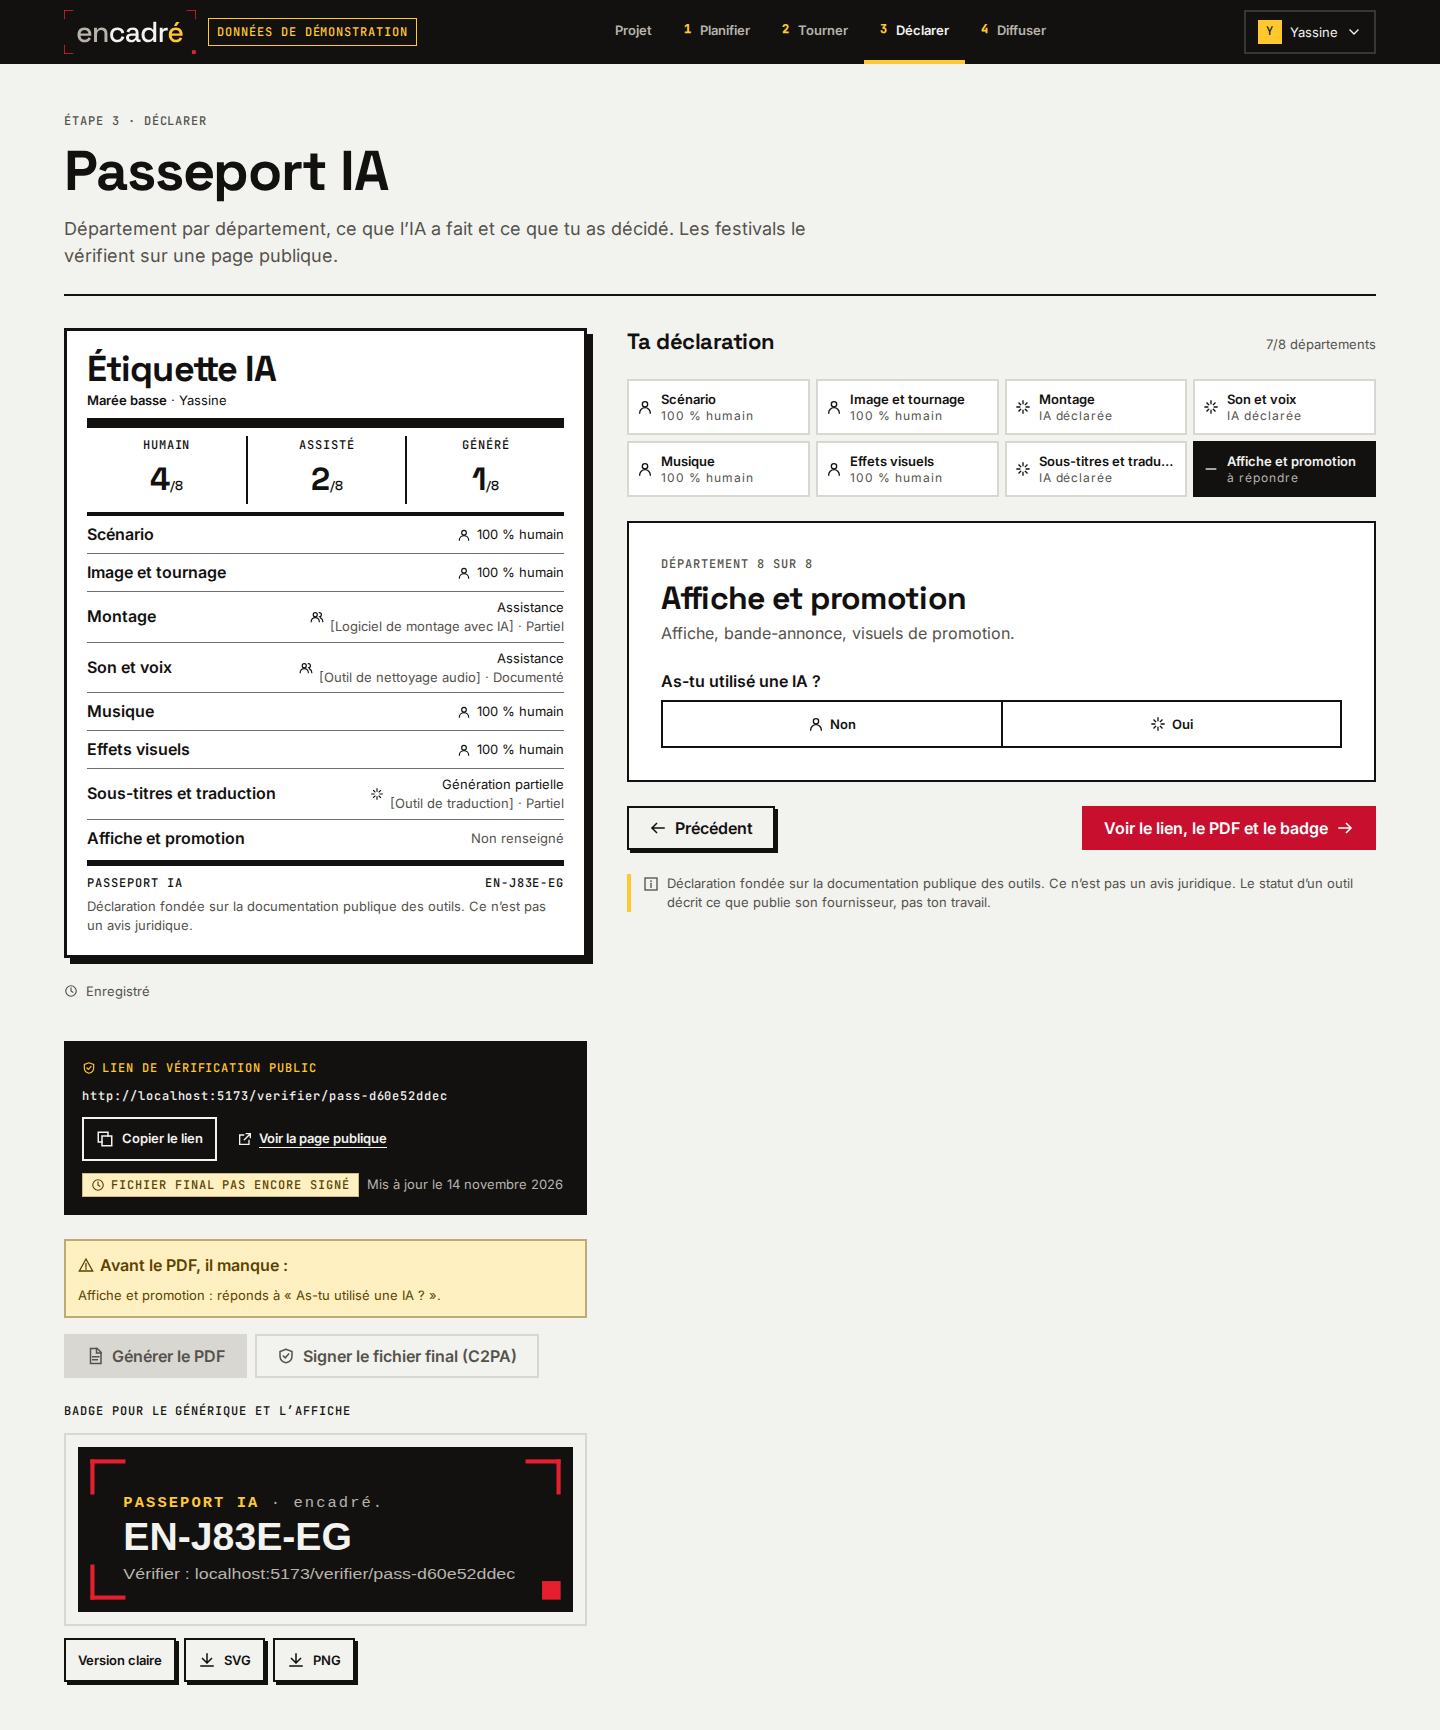 encadré
DONNÉES DE DÉMONSTRATION
Projet
1 Planifier
2 Tourner
3 Déclarer
4 Diffuser
Y Yassine
ÉTAPE 3 · DÉCLARER
Passeport IA
Département par département, ce que l’IA a fait et ce que tu as décidé. Les festivals le
vérifient sur une page publique.
Étiquette IA
Marée basse · Yassine
HUMAIN ASSISTÉ GÉNÉRÉ
4/8 2/8 1/8
Scénario 100 % humain
Image et tournage 100 % humain
Montage Assistance
[Logiciel de montage avec IA] · Partiel
Son et voix Assistance
[Outil de nettoyage audio] · Documenté
Musique 100 % humain
Effets visuels 100 % humain
Sous-titres et traduction Génération partielle
[Outil de traduction] · Partiel
Affiche et promotion Non renseigné
PASSEPORT IA EN-J83E-EG
Déclaration fondée sur la documentation publique des outils. Ce n’est pas
un avis juridique.
Enregistré
LIEN DE VÉRIFICATION PUBLIC
http://localhost:5173/verifier/pass-d60e52ddec
Copier le lien Voir la page publique
FICHIER FINAL PAS ENCORE SIGNÉ Mis à jour le 14 novembre 2026
Avant le PDF, il manque :
Affiche et promotion : réponds à « As-tu utilisé une IA ? ».
Générer le PDF Signer le fichier final (C2PA)
BADGE POUR LE GÉNÉRIQUE ET L’AFFICHE
PASSEPORT IA · encadré.
EN-J83E-EG
Vérifier : localhost:5173/verifier/pass-d60e52ddec
Version claire SVG PNG
Ta déclaration 7/8 départements
Scénario
100 % humain
Image et tournage
100 % humain
Montage
IA déclarée
Son et voix
IA déclarée
Musique
100 % humain
Effets visuels
100 % humain
Sous-titres et tradu…
IA déclarée
Affiche et promotion
à répondre
DÉPARTEMENT 8 SUR 8
Affiche et promotion
Affiche, bande-annonce, visuels de promotion.
As-tu utilisé une IA ?
Non Oui
Précédent Voir le lien, le PDF et le badge
Déclaration fondée sur la documentation publique des outils. Ce n’est pas un avis juridique. Le statut d’un outil
décrit ce que publie son fournisseur, pas ton travail.